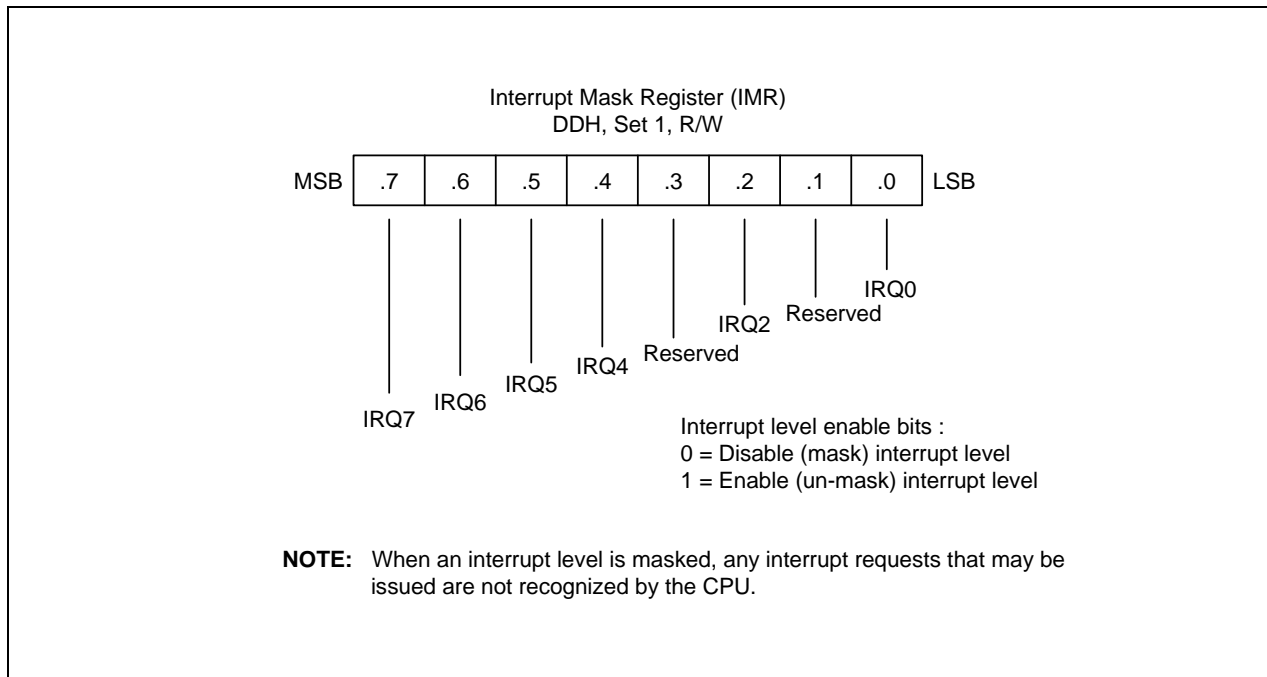 Interrupt Mask Register (IMR)
DDH, Set 1, R/W
MSB .7 .6 .5 .4 .3 .2 .1 .0 LSB
IRQ7
IRQ6
IRQ5
IRQ4
Reserved
IRQ2
Reserved
IRQ0
Interrupt level enable bits :
0 = Disable (mask) interrupt level
1 = Enable (un-mask) interrupt level
NOTE: When an interrupt level is masked, any interrupt requests that may be
issued are not recognized by the CPU.